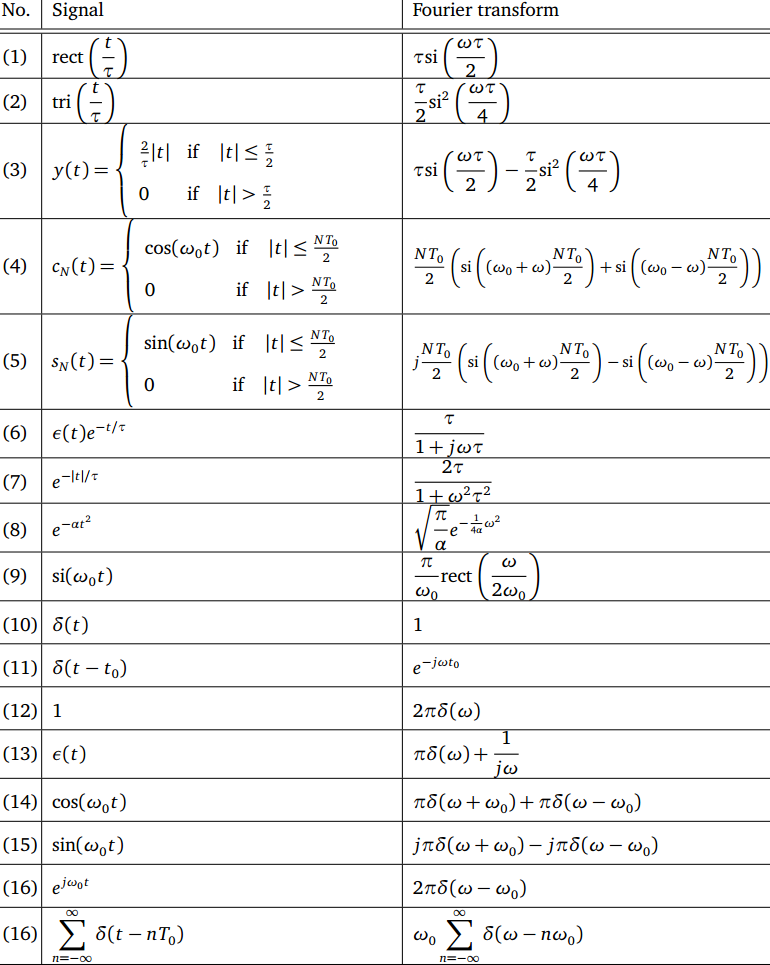 No. Signal Fourier transform
(1) rect(t/τ) τsi(ωτ/2)
(2) tri(t/τ) τ/2 si²(ωτ/4)
(3) y(t) = { 2/τ |t| if |t| ≤ τ/2; 0 if |t| > τ/2 τsi(ωτ/2) − τ/2 si²(ωτ/4)
(4) c_N(t) = { cos(ω₀t) if |t| ≤ NT₀/2; 0 if |t| > NT₀/2 NT₀/2 (si((ω₀ + ω)NT₀/2) + si((ω₀ − ω)NT₀/2))
(5) s_N(t) = { sin(ω₀t) if |t| ≤ NT₀/2; 0 if |t| > NT₀/2 j NT₀/2 (si((ω₀ + ω)NT₀/2) − si((ω₀ − ω)NT₀/2))
(6) ϵ(t)e^{−t/τ} τ/(1 + jωτ)
(7) e^{−|t|/τ} 2τ/(1 + ω²τ²)
(8) e^{−αt²} √(π/α) e^{−1/(4α) ω²}
(9) si(ω₀t) π/ω₀ rect(ω/(2ω₀))
(10) δ(t) 1
(11) δ(t − t₀) e^{−jωt₀}
(12) 1 2πδ(ω)
(13) ϵ(t) πδ(ω) + 1/(jω)
(14) cos(ω₀t) πδ(ω + ω₀) + πδ(ω − ω₀)
(15) sin(ω₀t) jπδ(ω + ω₀) − jπδ(ω − ω₀)
(16) e^{jω₀t} 2πδ(ω − ω₀)
(16) ∑_{n=−∞}^{∞} δ(t − nT₀) ω₀ ∑_{n=−∞}^{∞} δ(ω − nω₀)